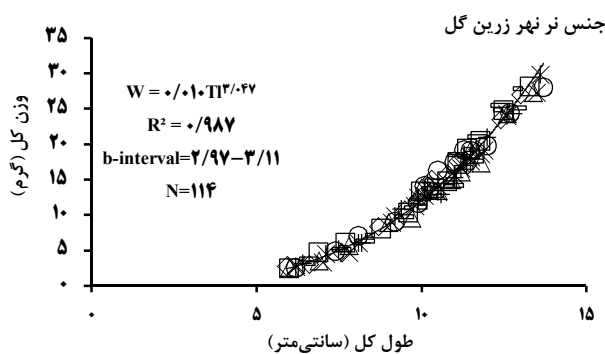 جنس نر نهر زرین گل
W = ۰/۰۱۰Tl^۳/۰۴۷
R² = ۰/۹۸۷
b-interval=۲/۹۷–۳/۱۱
N=۱۱۴
وزن کل (گرم)
۳۵
۳۰
۲۵
۲۰
۱۵
۱۰
۵
۰
۰ ۵ ۱۰ ۱۵
طول کل (سانتی‌متر)